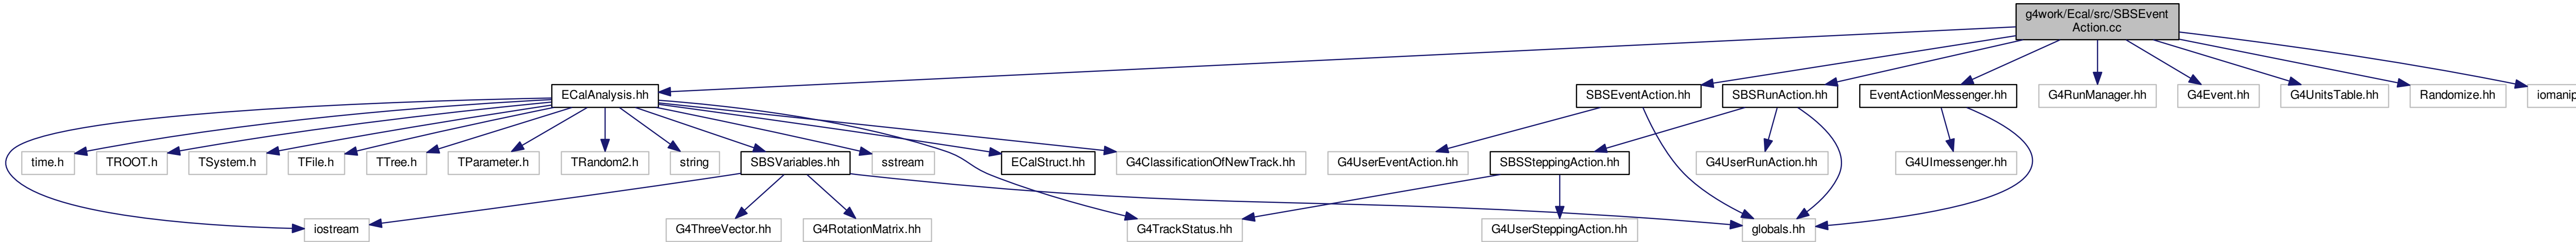 g4work/Ecal/src/SBSEvent
Action.cc
ECalAnalysis.hh
SBSEventAction.hh
SBSRunAction.hh
EventActionMessenger.hh
G4RunManager.hh
G4Event.hh
G4UnitsTable.hh
Randomize.hh
iomanip
time.h
TROOT.h
TSystem.h
TFile.h
TTree.h
TParameter.h
TRandom2.h
string
SBSVariables.hh
sstream
ECalStruct.hh
G4ClassificationOfNewTrack.hh
G4UserEventAction.hh
SBSSteppingAction.hh
G4UserRunAction.hh
G4UImessenger.hh
iostream
G4ThreeVector.hh
G4RotationMatrix.hh
G4TrackStatus.hh
G4UserSteppingAction.hh
globals.hh